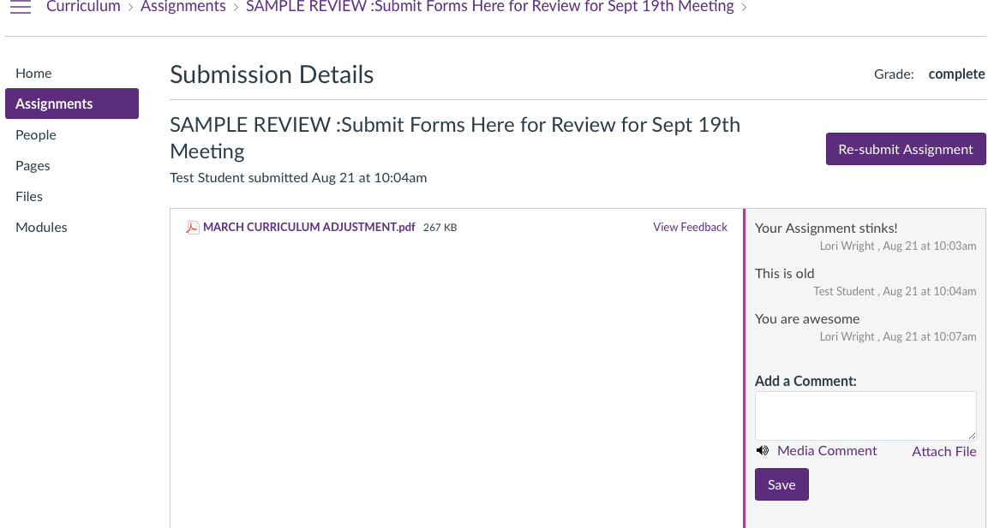 Curriculum > Assignments > SAMPLE REVIEW :Submit Forms Here for Review for Sept 19th Meeting >
Home
Assignments
People
Pages
Files
Modules
Submission Details
Grade: complete
SAMPLE REVIEW :Submit Forms Here for Review for Sept 19th
Meeting
Test Student submitted Aug 21 at 10:04am
Re-submit Assignment
MARCH CURRICULUM ADJUSTMENT.pdf 267 KB
View Feedback
Your Assignment stinks!
Lori Wright , Aug 21 at 10:03am
This is old
Test Student , Aug 21 at 10:04am
You are awesome
Lori Wright , Aug 21 at 10:07am
Add a Comment:
Media Comment
Attach File
Save